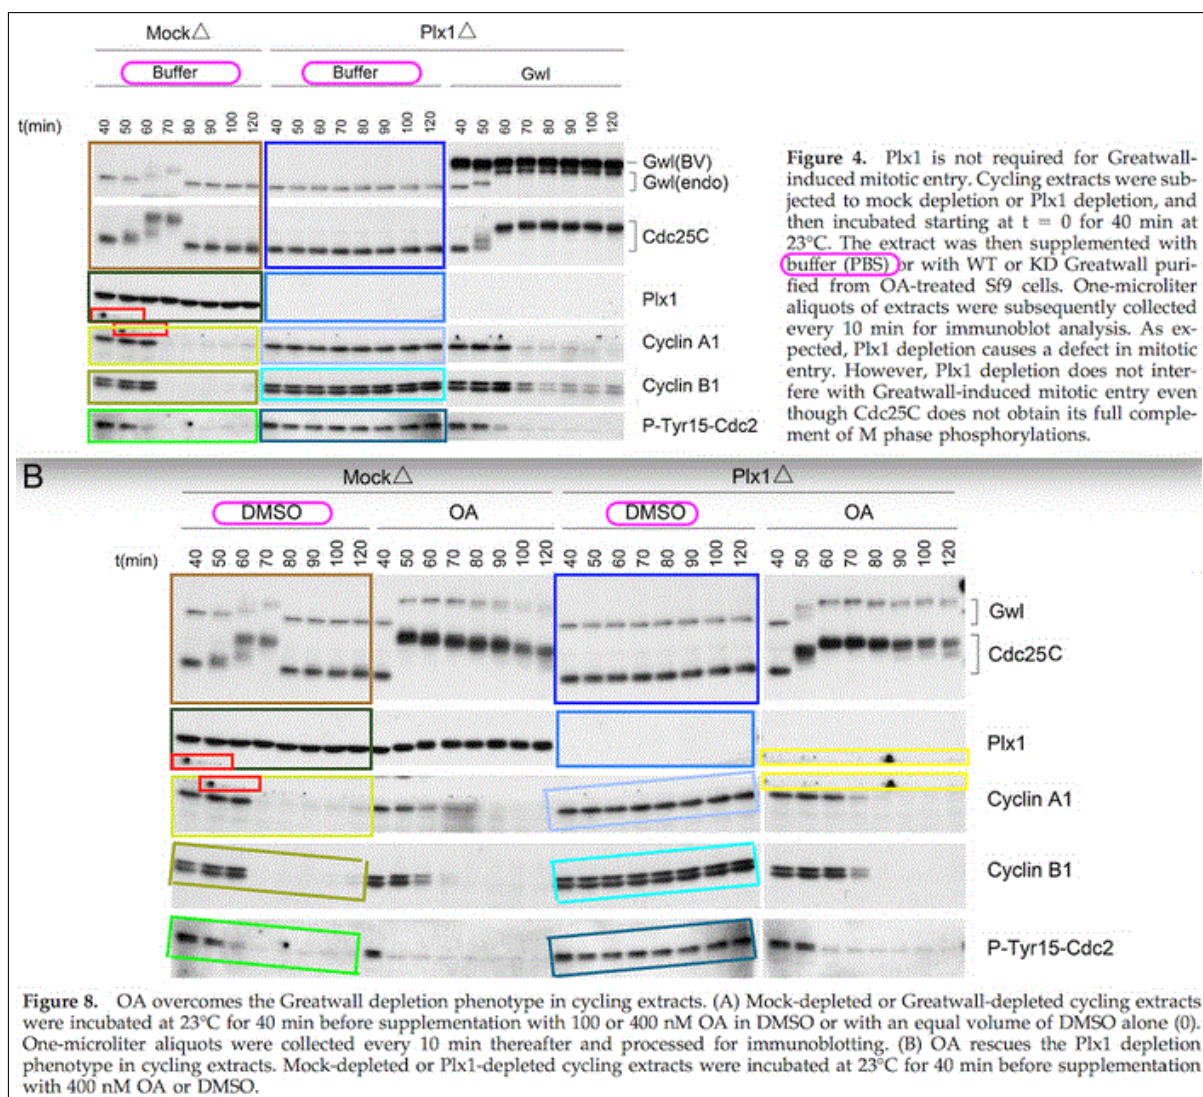 Mock△ Plx1△
Buffer Buffer Gwl
t(min) 40 50 60 70 80 90 100 120 40 50 60 70 80 90 100 120 40 50 60 70 80 90 100 120
Gwl(BV)
Gwl(endo)
Cdc25C
Plx1
Cyclin A1
Cyclin B1
P-Tyr15-Cdc2
Figure 4. Plx1 is not required for Greatwall-
induced mitotic entry. Cycling extracts were sub-
jected to mock depletion or Plx1 depletion, and
then incubated starting at t = 0 for 40 min at
23°C. The extract was then supplemented with
buffer (PBS) or with WT or KD Greatwall puri-
fied from OA-treated Sf9 cells. One-microliter
aliquots of extracts were subsequently collected
every 10 min for immunoblot analysis. As ex-
pected, Plx1 depletion causes a defect in mitotic
entry. However, Plx1 depletion does not inter-
fere with Greatwall-induced mitotic entry even
though Cdc25C does not obtain its full comple-
ment of M phase phosphorylations.
B
Mock△ Plx1△
DMSO OA DMSO OA
t(min) 40 50 60 70 80 90 100 120 40 50 60 70 80 90 100 120 40 50 60 70 80 90 100 120 40 50 60 70 80 90 100 120
Gwl
Cdc25C
Plx1
Cyclin A1
Cyclin B1
P-Tyr15-Cdc2
Figure 8. OA overcomes the Greatwall depletion phenotype in cycling extracts. (A) Mock-depleted or Greatwall-depleted cycling extracts
were incubated at 23°C for 40 min before supplementation with 100 or 400 nM OA in DMSO or with an equal volume of DMSO alone (0).
One-microliter aliquots were collected every 10 min thereafter and processed for immunoblotting. (B) OA rescues the Plx1 depletion
phenotype in cycling extracts. Mock-depleted or Plx1-depleted cycling extracts were incubated at 23°C for 40 min before supplementation
with 400 nM OA or DMSO.